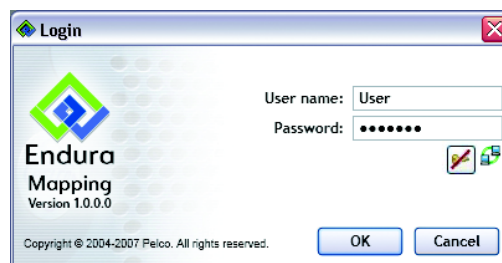 Login
User name: User
Password: •••••••
Endura
Mapping
Version 1.0.0.0
Copyright © 2004-2007 Pelco. All rights reserved.
OK Cancel